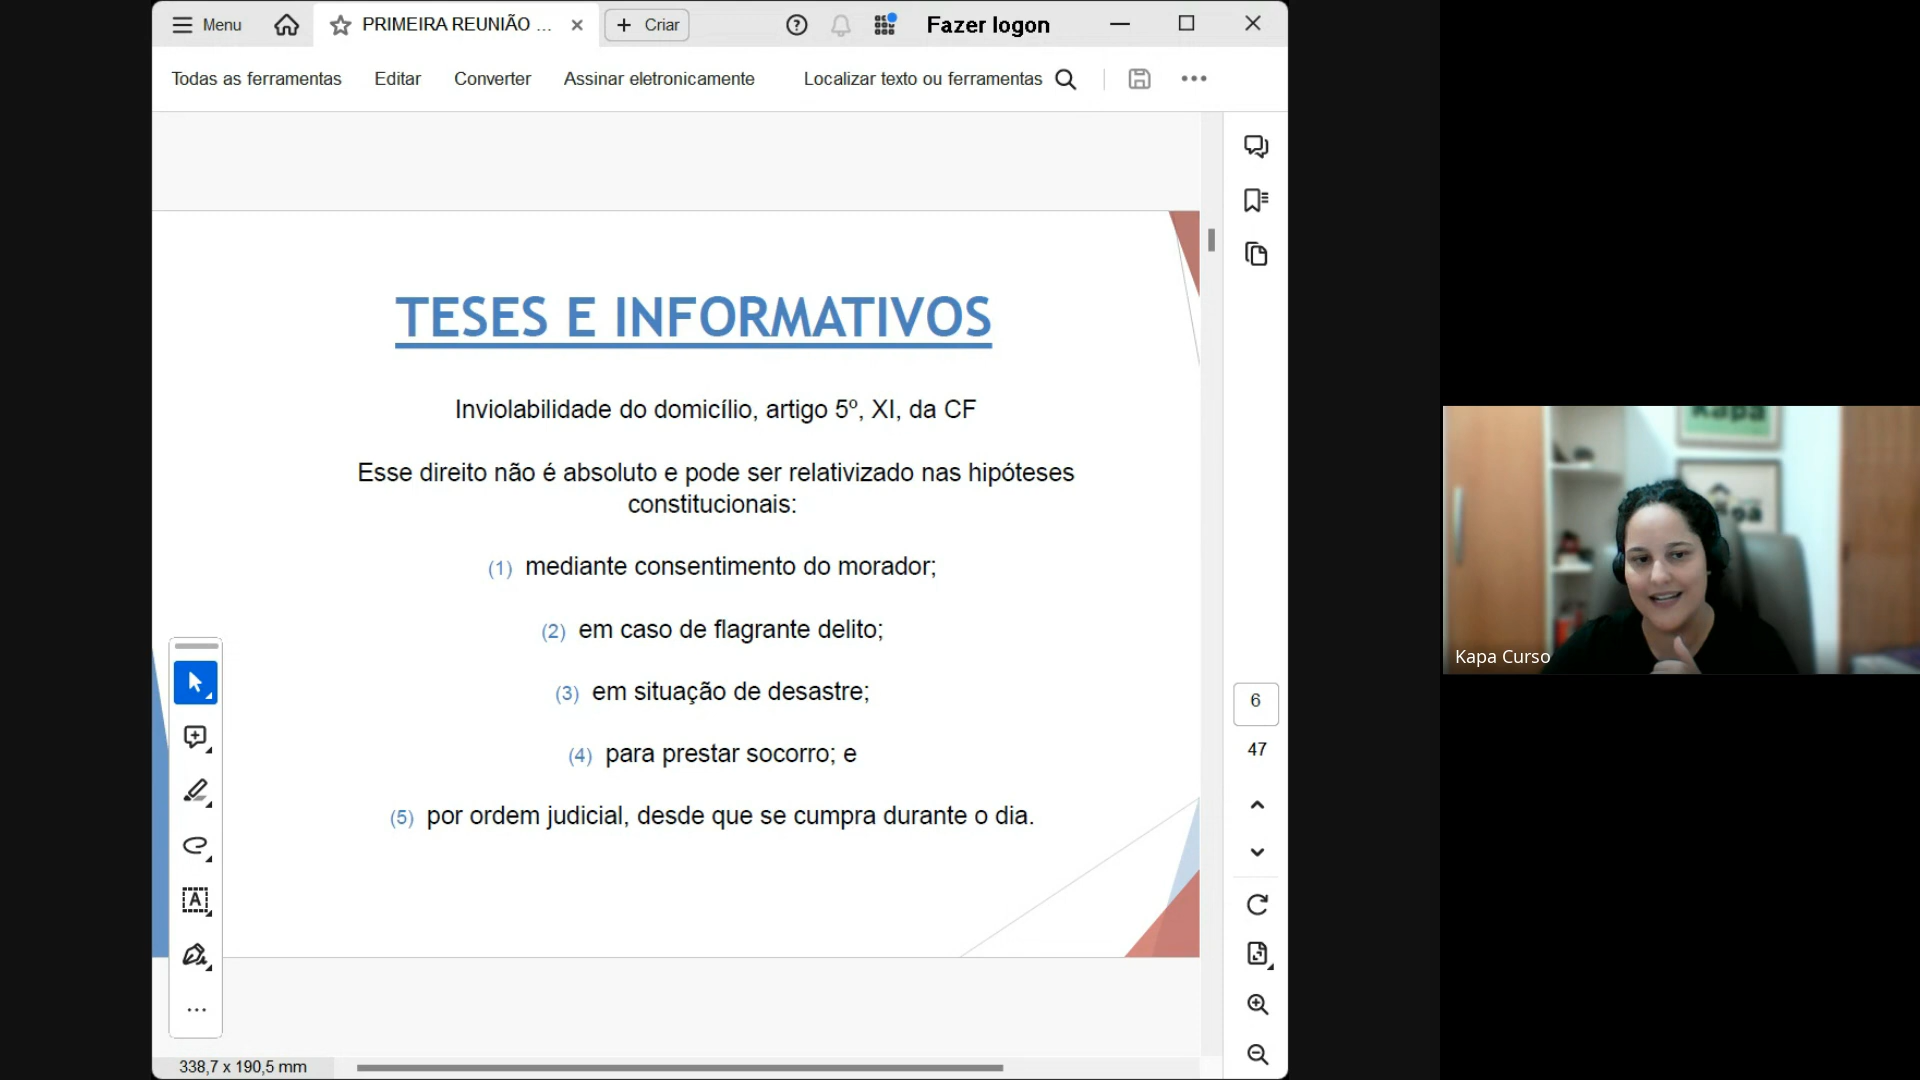 Menu
PRIMEIRA REUNIÃO ...
Criar
Fazer logon
Todas as ferramentas
Editar
Converter
Assinar eletronicamente
Localizar texto ou ferramentas
TESES E INFORMATIVOS
Inviolabilidade do domicílio, artigo 5º, XI, da CF
Esse direito não é absoluto e pode ser relativizado nas hipóteses
constitucionais:
(1) mediante consentimento do morador;
(2) em caso de flagrante delito;
(3) em situação de desastre;
(4) para prestar socorro; e
(5) por ordem judicial, desde que se cumpra durante o dia.
6
47
338,7 x 190,5 mm
Kapa
Kapa Curso